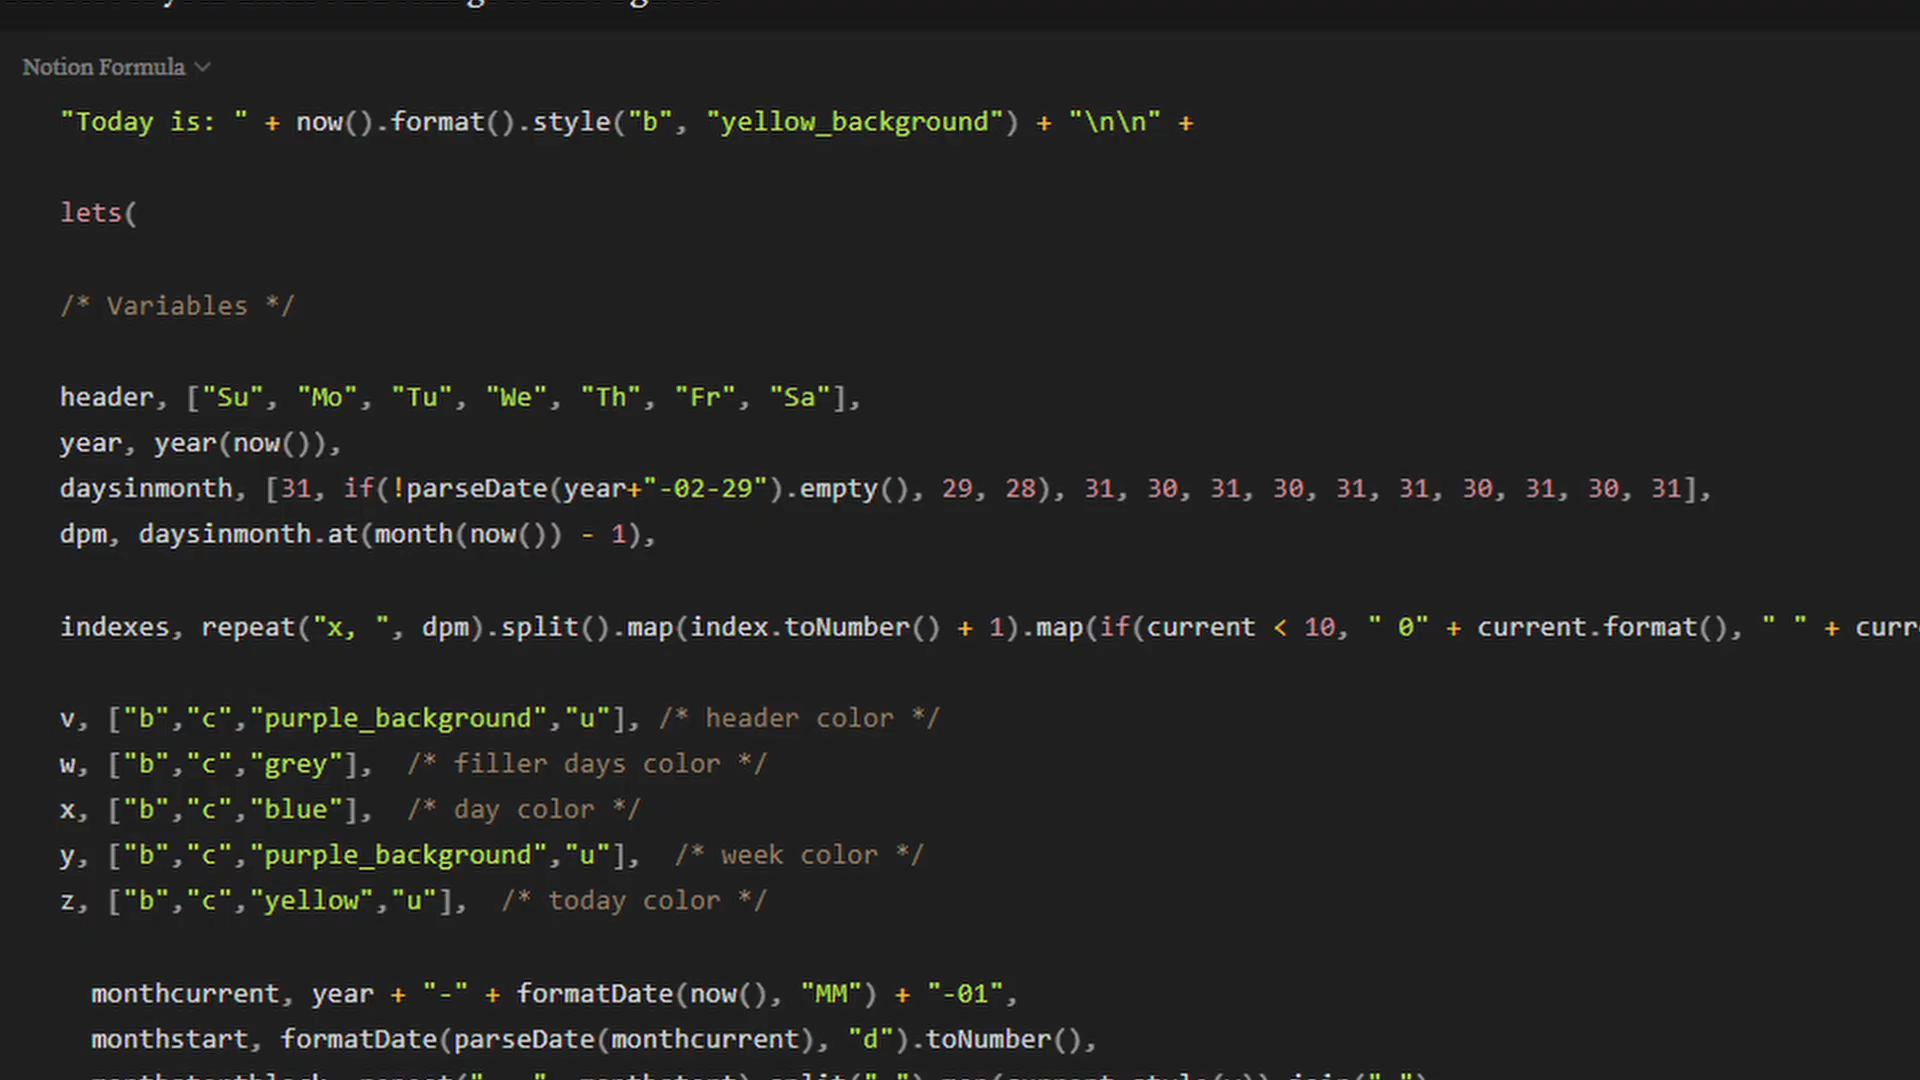 Notion Formula
"Today is: " + now().format().style("b", "yellow_background") + "\n\n" +
lets(
/* Variables */
header, ["Su", "Mo", "Tu", "We", "Th", "Fr", "Sa"],
year, year(now()),
daysinmonth, [31, if(!parseDate(year+"-02-29").empty(), 29, 28), 31, 30, 31, 30, 31, 31, 30, 31, 30, 31],
dpm, daysinmonth.at(month(now()) - 1),
indexes, repeat("x, ", dpm).split().map(index.toNumber() + 1).map(if(current < 10, " 0" + current.format(), " " + curr
v, ["b","c","purple_background","u"], /* header color */
w, ["b","c","grey"],  /* filler days color */
x, ["b","c","blue"],  /* day color */
y, ["b","c","purple_background","u"],  /* week color */
z, ["b","c","yellow","u"],  /* today color */
monthcurrent, year + "-" + formatDate(now(), "MM") + "-01",
monthstart, formatDate(parseDate(monthcurrent), "d").toNumber(),